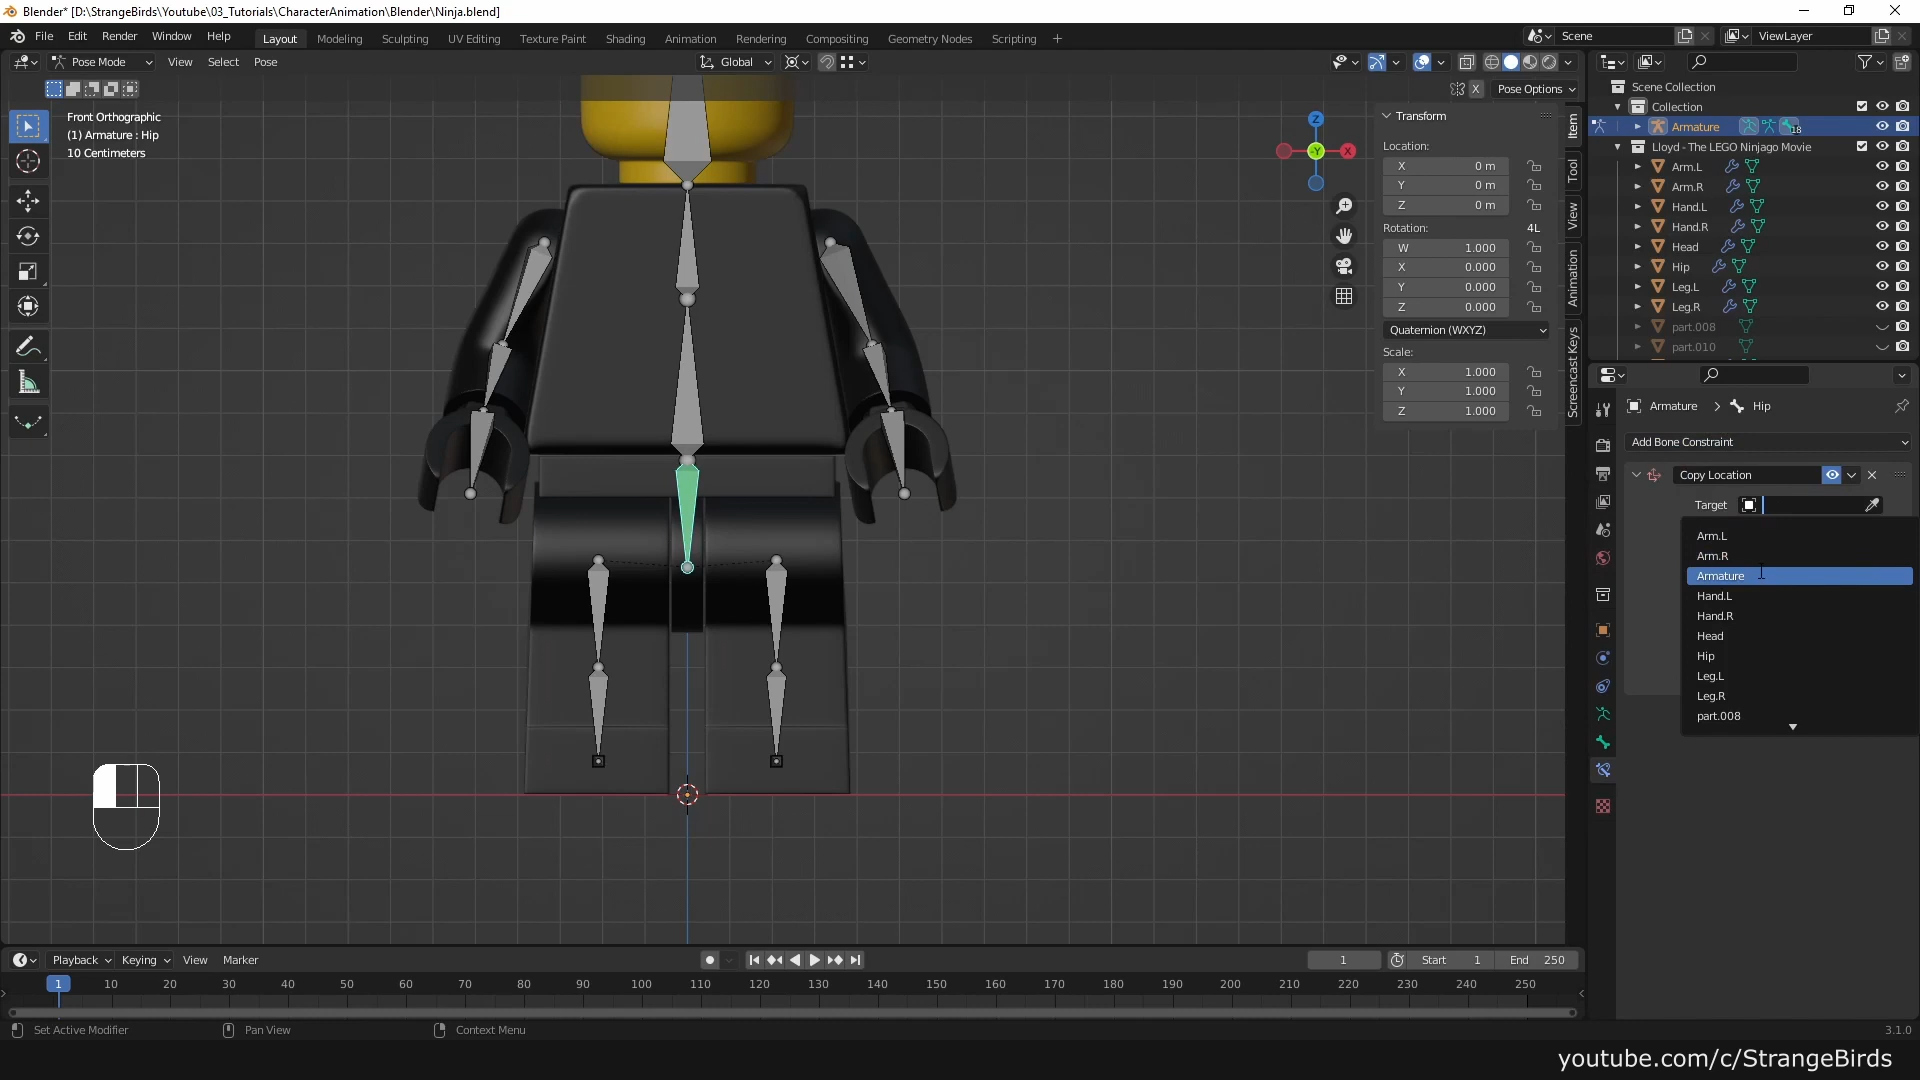 Blender* [D:\StrangeBirds\Youtube\03_Tutorials\CharacterAnimation\Blender\Ninja.blend]
File Edit Render Window Help Layout Modeling Sculpting UV Editing Texture Paint Shading Animation Rendering Compositing Geometry Nodes Scripting + Scene ViewLayer
Pose Mode View Select Pose Global
X Pose Options
Front Orthographic
(1) Armature : Hip
10 Centimeters
Z
-Y
X
Item
Tool
View
Animation
Screencast Keys
Transform
Location:
X 0 m
Y 0 m
Z 0 m
Rotation: 4L
W 1.000
X 0.000
Y 0.000
Z 0.000
Quaternion (WXYZ)
Scale:
X 1.000
Y 1.000
Z 1.000
Scene Collection
Collection
Armature 18
Lloyd - The LEGO Ninjago Movie
Arm.L
Arm.R
Hand.L
Hand.R
Head
Hip
Leg.L
Leg.R
part.008
part.010
Armature > Hip
Add Bone Constraint
Copy Location
Target
Arm.L
Arm.R
Armature
Hand.L
Hand.R
Head
Hip
Leg.L
Leg.R
part.008
Playback Keying View Marker 1 Start 1 End 250
1 10 20 30 40 50 60 70 80 90 100 110 120 130 140 150 160 170 180 190 200 210 220 230 240 250
Set Active Modifier Pan View Context Menu 3.1.0
youtube.com/c/StrangeBirds